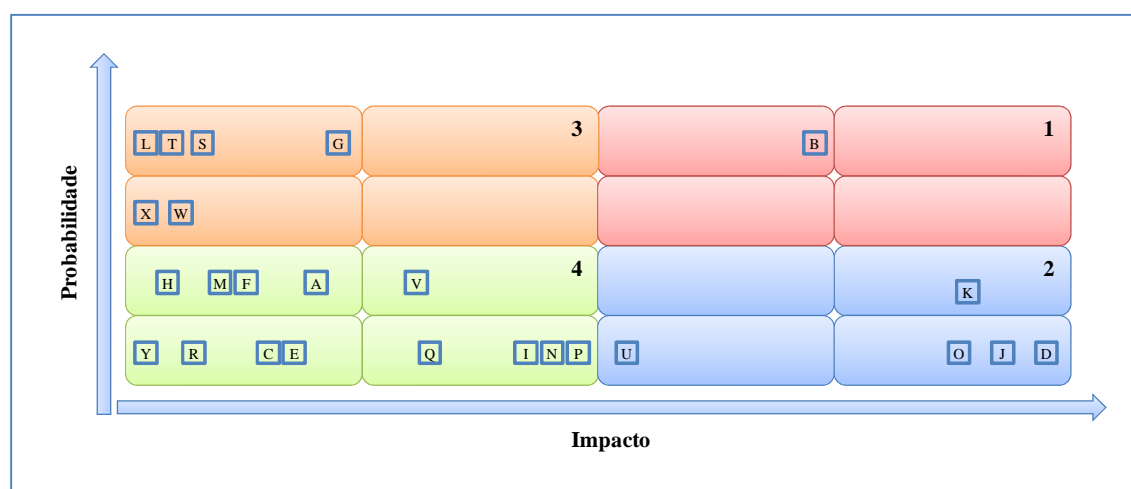 L T S G 3 B 1
X W
H M F A V 4 2
K
Y R C E Q I N P U O J D
Probabilidade
Impacto